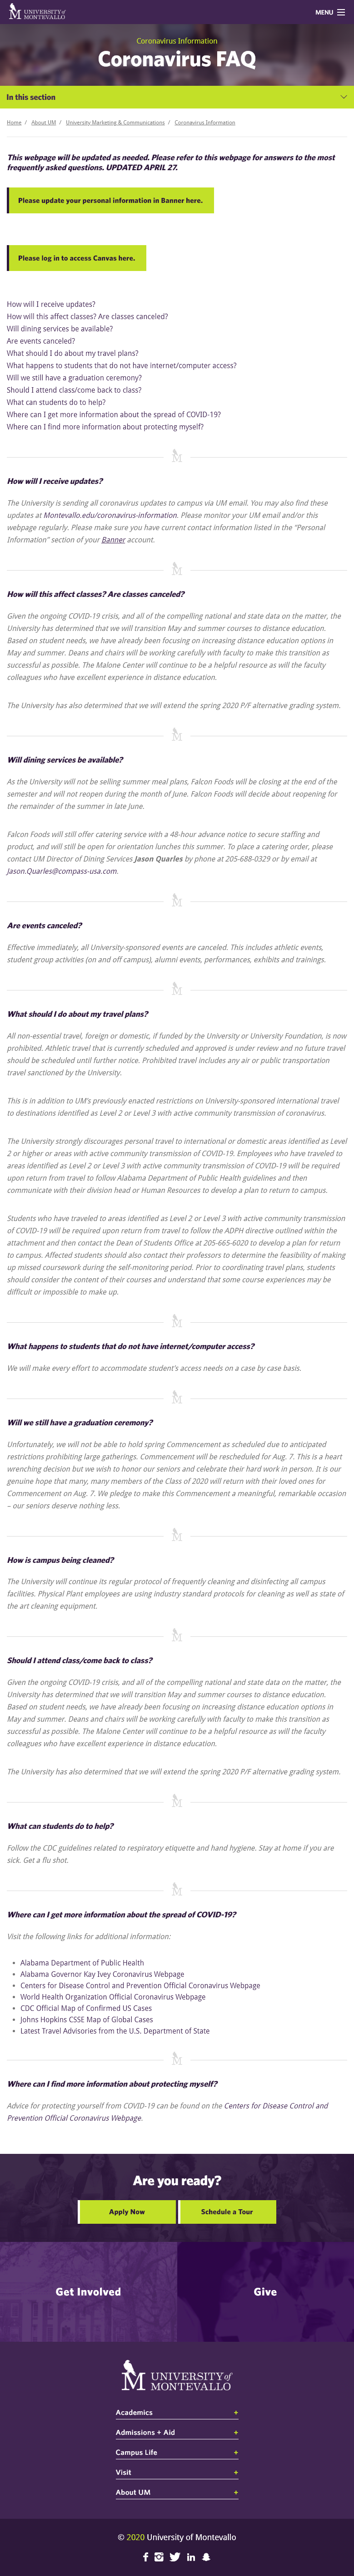 UNIVERSITY of
MONTEVALLO
MENU
Coronavirus Information
Coronavirus FAQ
In this section
Home / About UM / University Marketing & Communications / Coronavirus Information
This webpage will be updated as needed. Please refer to this webpage for answers to the most
frequently asked questions. UPDATED APRIL 27.
Please update your personal information in Banner here.
Please log in to access Canvas here.
How will I receive updates?
How will this affect classes? Are classes canceled?
Will dining services be available?
Are events canceled?
What should I do about my travel plans?
What happens to students that do not have internet/computer access?
Will we still have a graduation ceremony?
Should I attend class/come back to class?
What can students do to help?
Where can I get more information about the spread of COVID-19?
Where can I find more information about protecting myself?
How will I receive updates?
The University is sending all coronavirus updates to campus via UM email. You may also find these
updates at Montevallo.edu/coronavirus-information. Please monitor your UM email and/or this
webpage regularly. Please make sure you have current contact information listed in the "Personal
Information" section of your Banner account.
How will this affect classes? Are classes canceled?
Given the ongoing COVID-19 crisis, and all of the compelling national and state data on the matter, the
University has determined that we will transition May and summer courses to distance education.
Based on student needs, we have already been focusing on increasing distance education options in
May and summer. Deans and chairs will be working carefully with faculty to make this transition as
successful as possible. The Malone Center will continue to be a helpful resource as will the faculty
colleagues who have excellent experience in distance education.
The University has also determined that we will extend the spring 2020 P/F alternative grading system.
Will dining services be available?
As the University will not be selling summer meal plans, Falcon Foods will be closing at the end of the
semester and will not reopen during the month of June. Falcon Foods will decide about reopening for
the remainder of the summer in late June.
Falcon Foods will still offer catering service with a 48-hour advance notice to secure staffing and
product, and will still be open for orientation lunches this summer. To place a catering order, please
contact UM Director of Dining Services Jason Quarles by phone at 205-688-0329 or by email at
Jason.Quarles@compass-usa.com.
Are events canceled?
Effective immediately, all University-sponsored events are canceled. This includes athletic events,
student group activities (on and off campus), alumni events, performances, exhibits and trainings.
What should I do about my travel plans?
All non-essential travel, foreign or domestic, if funded by the University or University Foundation, is now
prohibited. Athletic travel that is currently scheduled and approved is under review and no future travel
should be scheduled until further notice. Prohibited travel includes any air or public transportation
travel sanctioned by the University.
This is in addition to UM's previously enacted restrictions on University-sponsored international travel
to destinations identified as Level 2 or Level 3 with active community transmission of coronavirus.
The University strongly discourages personal travel to international or domestic areas identified as Level
2 or higher or areas with active community transmission of COVID-19. Employees who have traveled to
areas identified as Level 2 or Level 3 with active community transmission of COVID-19 will be required
upon return from travel to follow Alabama Department of Public Health guidelines and then
communicate with their division head or Human Resources to develop a plan to return to campus.
Students who have traveled to areas identified as Level 2 or Level 3 with active community transmission
of COVID-19 will be required upon return from travel to follow the ADPH directive outlined within the
attachment and then contact the Dean of Students Office at 205-665-6020 to develop a plan for return
to campus. Affected students should also contact their professors to determine the feasibility of making
up missed coursework during the self-monitoring period. Prior to coordinating travel plans, students
should consider the content of their classes and understand that some course experiences may be
difficult or impossible to make up.
What happens to students that do not have internet/computer access?
We will make every effort to accommodate student's access needs on a case by case basis.
Will we still have a graduation ceremony?
Unfortunately, we will not be able to hold spring Commencement as scheduled due to anticipated
restrictions prohibiting large gatherings. Commencement will be rescheduled for Aug. 7. This is a heart
wrenching decision but we wish to honor our seniors and celebrate their hard work in person. It is our
genuine hope that many, many members of the Class of 2020 will return with their loved ones for
Commencement on Aug. 7. We pledge to make this Commencement a meaningful, remarkable occasion
– our seniors deserve nothing less.
How is campus being cleaned?
The University will continue its regular protocol of frequently cleaning and disinfecting all campus
facilities. Physical Plant employees are using industry standard protocols for cleaning as well as state of
the art cleaning equipment.
Should I attend class/come back to class?
Given the ongoing COVID-19 crisis, and all of the compelling national and state data on the matter, the
University has determined that we will transition May and summer courses to distance education.
Based on student needs, we have already been focusing on increasing distance education options in
May and summer. Deans and chairs will be working carefully with faculty to make this transition as
successful as possible. The Malone Center will continue to be a helpful resource as will the faculty
colleagues who have excellent experience in distance education.
The University has also determined that we will extend the spring 2020 P/F alternative grading system.
What can students do to help?
Follow the CDC guidelines related to respiratory etiquette and hand hygiene. Stay at home if you are
sick. Get a flu shot.
Where can I get more information about the spread of COVID-19?
Visit the following links for additional information:
Alabama Department of Public Health
Alabama Governor Kay Ivey Coronavirus Webpage
Centers for Disease Control and Prevention Official Coronavirus Webpage
World Health Organization Official Coronavirus Webpage
CDC Official Map of Confirmed US Cases
Johns Hopkins CSSE Map of Global Cases
Latest Travel Advisories from the U.S. Department of State
Where can I find more information about protecting myself?
Advice for protecting yourself from COVID-19 can be found on the Centers for Disease Control and
Prevention Official Coronavirus Webpage.
Are you ready?
Apply Now
Schedule a Tour
Get Involved
Give
UNIVERSITY of
MONTEVALLO
Academics +
Admissions + Aid +
Campus Life +
Visit +
About UM +
© 2020 University of Montevallo